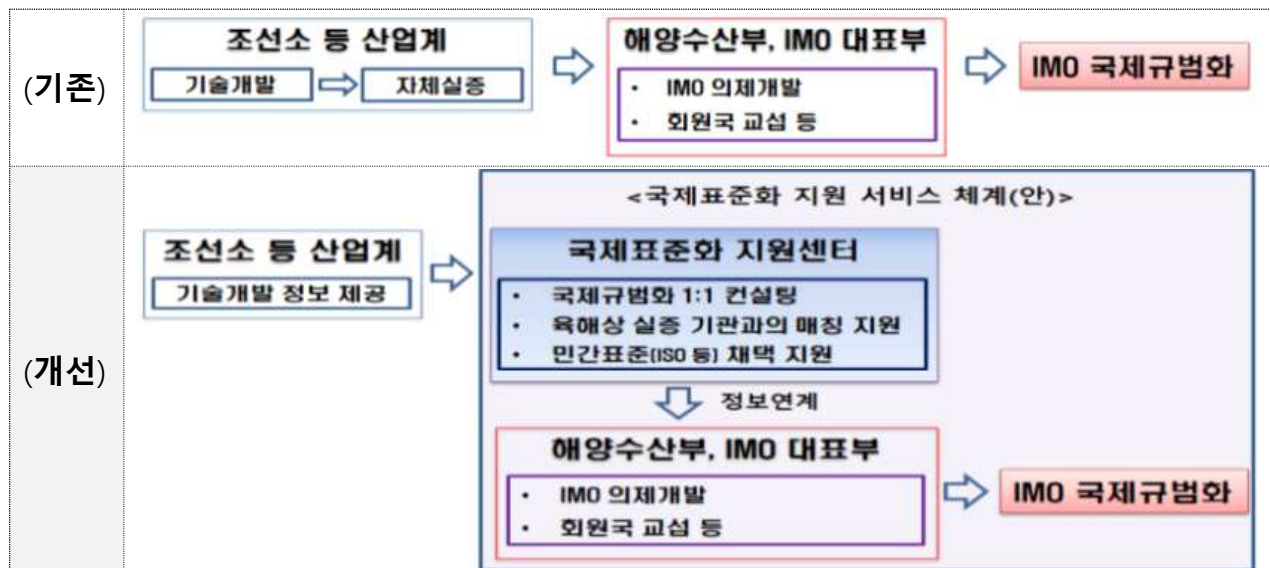 (기존)
조선소 등 산업계
기술개발
자체실증
해양수산부, IMO 대표부
• IMO 의제개발
• 회원국 교섭 등
IMO 국제규범화
(개선)
조선소 등 산업계
기술개발 정보 제공
<국제표준화 지원 서비스 체계(안)>
국제표준화 지원센터
• 국제규범화 1:1 컨설팅
• 육해상 실증 기관과의 매칭 지원
• 민간표준(ISO 등) 채택 지원
정보연계
해양수산부, IMO 대표부
• IMO 의제개발
• 회원국 교섭 등
IMO 국제규범화